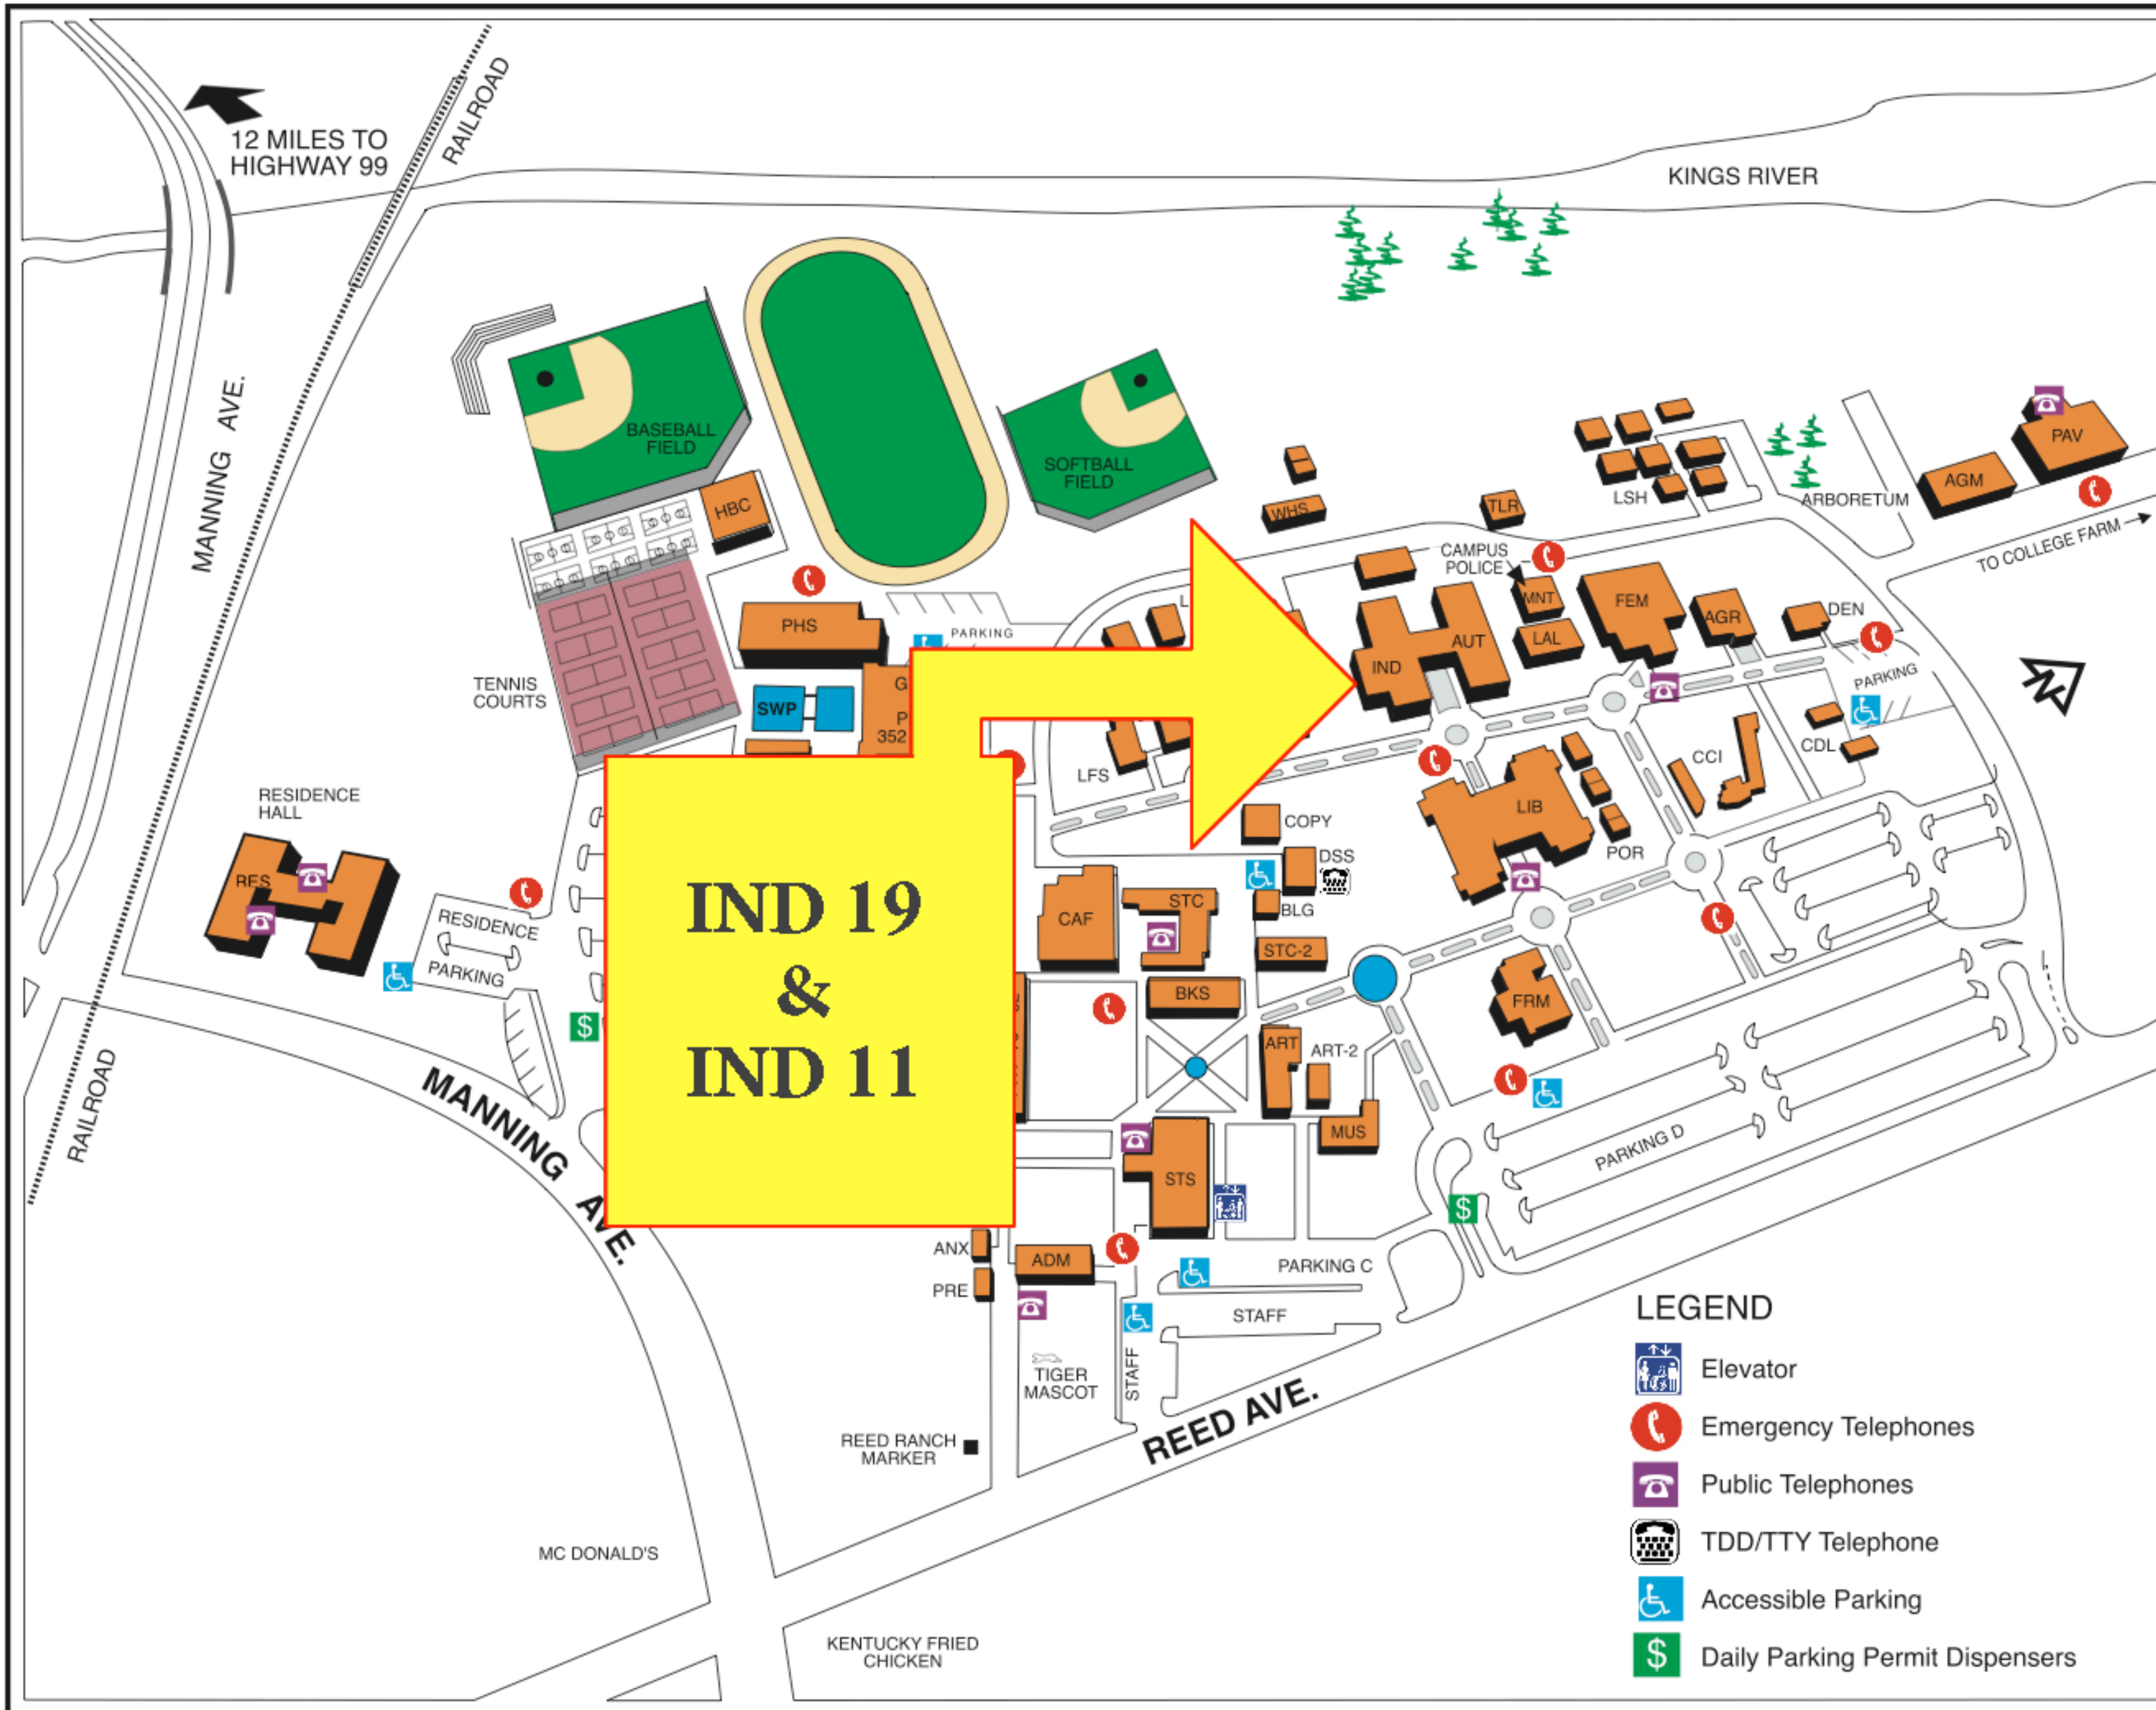 12 MILES TO
HIGHWAY 99
RAILROAD
KINGS RIVER
MANNING AVE.
BASEBALL
FIELD
SOFTBALL
FIELD
HBC
WHS
TLR
LSH
ARBORETUM
AGM
PAV
TO COLLEGE FARM
CAMPUS
POLICE
MNT
FEM
AGR
DEN
PHS
PARKING
IND
AUT
LAL
PARKING
TENNIS
COURTS
SWP
G
P
352
LFS
CCI
CDL
LIB
POR
RESIDENCE
HALL
RES
RESIDENCE
PARKING
COPY
DSS
BLG
CAF
STC
STC-2
BKS
FRM
IND 19
&
IND 11
ART
ART-2
MUS
STS
PARKING D
RAILROAD
MANNING AVE.
ANX
ADM
PRE
PARKING C
STAFF
STAFF
TIGER
MASCOT
REED RANCH
MARKER
REED AVE.
MC DONALD'S
KENTUCKY FRIED
CHICKEN
LEGEND
Elevator
Emergency Telephones
Public Telephones
TDD/TTY Telephone
Accessible Parking
$ Daily Parking Permit Dispensers
$
$
N